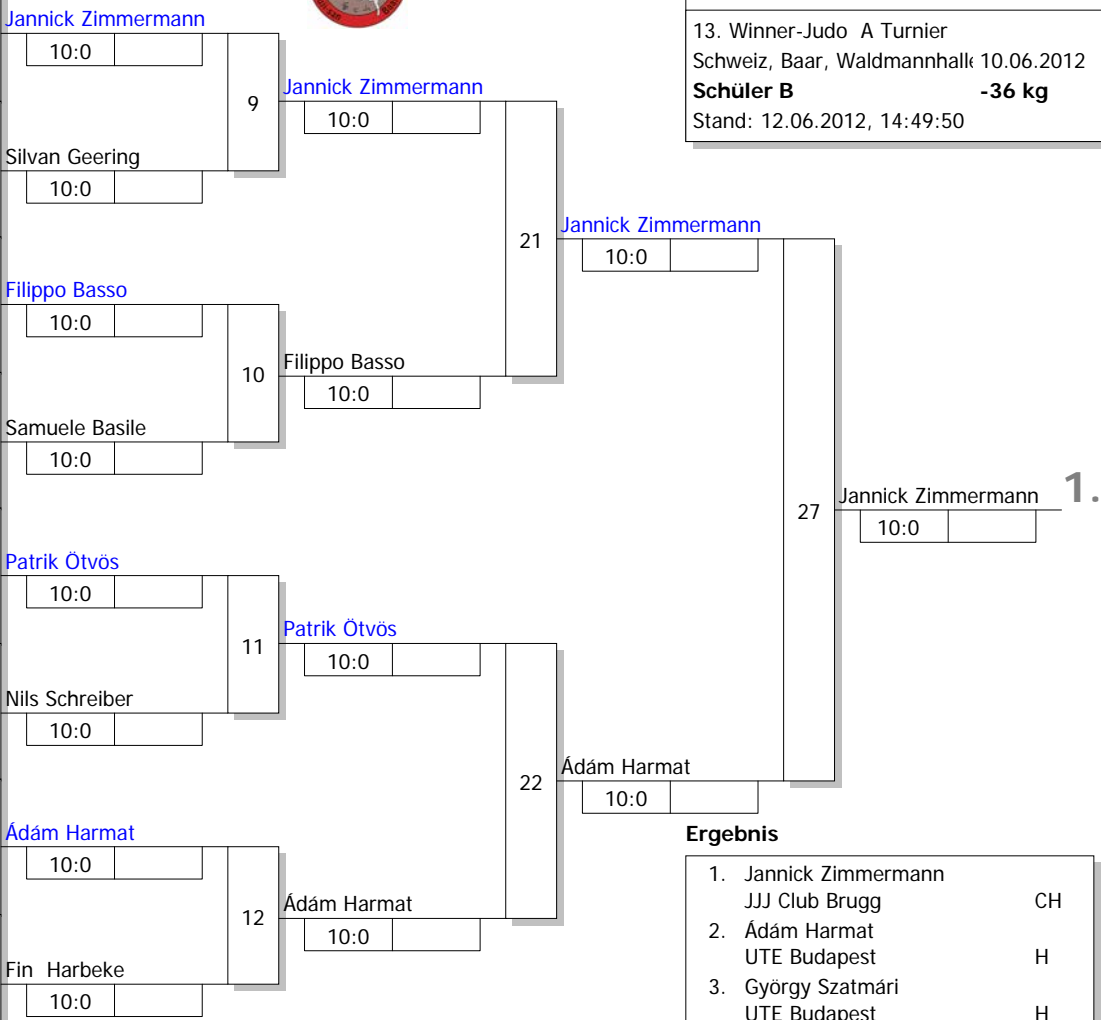 Jannick Zimmermann
10:0
9
Silvan Geering
10:0
Jannick Zimmermann
10:0
21
Filippo Basso
10:0
10
Samuele Basile
10:0
Filippo Basso
10:0
Jannick Zimmermann
10:0
27
Jannick Zimmermann 1.
10:0
Patrik Ötvös
10:0
11
Nils Schreiber
10:0
Patrik Ötvös
10:0
22
Ádám Harmat
10:0
12
Fin Harbeke
10:0
Ádám Harmat
10:0
Ádám Harmat
10:0
13. Winner-Judo A Turnier
Schweiz, Baar, Waldmannhalle 10.06.2012
Schüler B -36 kg
Stand: 12.06.2012, 14:49:50
Ergebnis
1. Jannick Zimmermann
JJJ Club Brugg CH
2. Ádám Harmat
UTE Budapest H
3. György Szatmári
UTE Budapest H